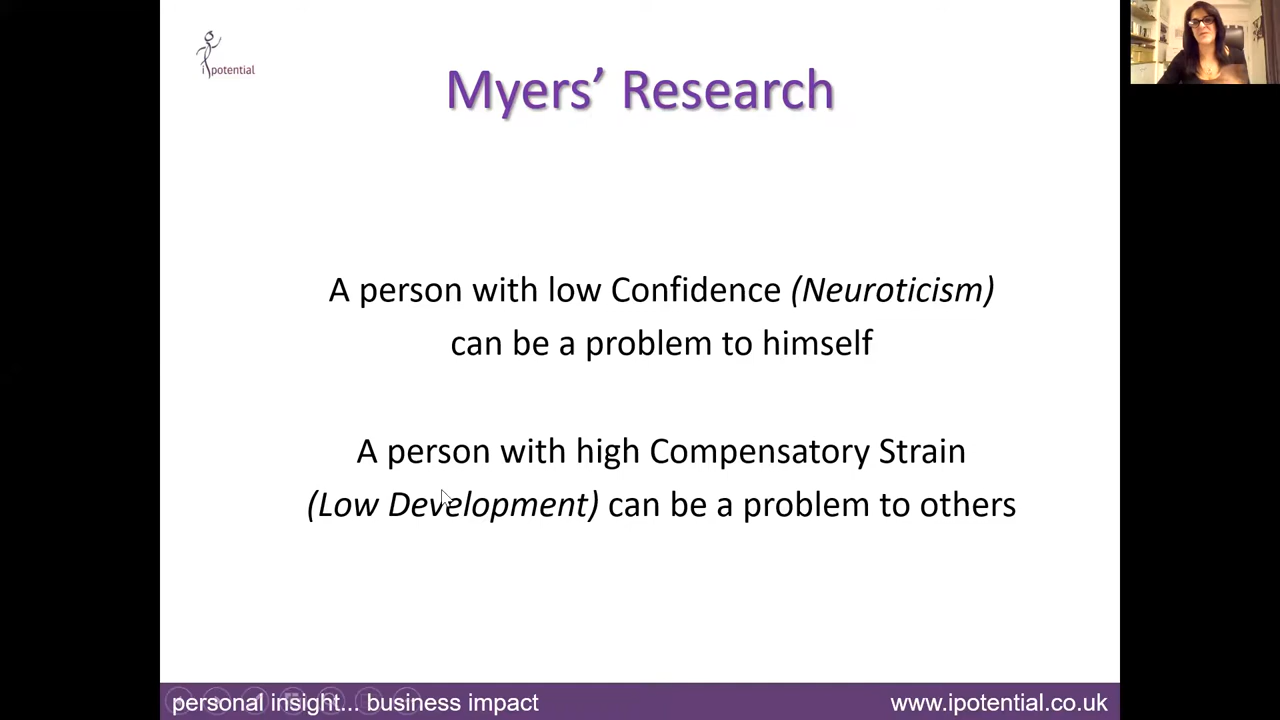 potential
Myers’ Research
A person with low Confidence (Neuroticism)
can be a problem to himself
A person with high Compensatory Strain
(Low Development) can be a problem to others
personal insight... business impact
www.ipotential.co.uk